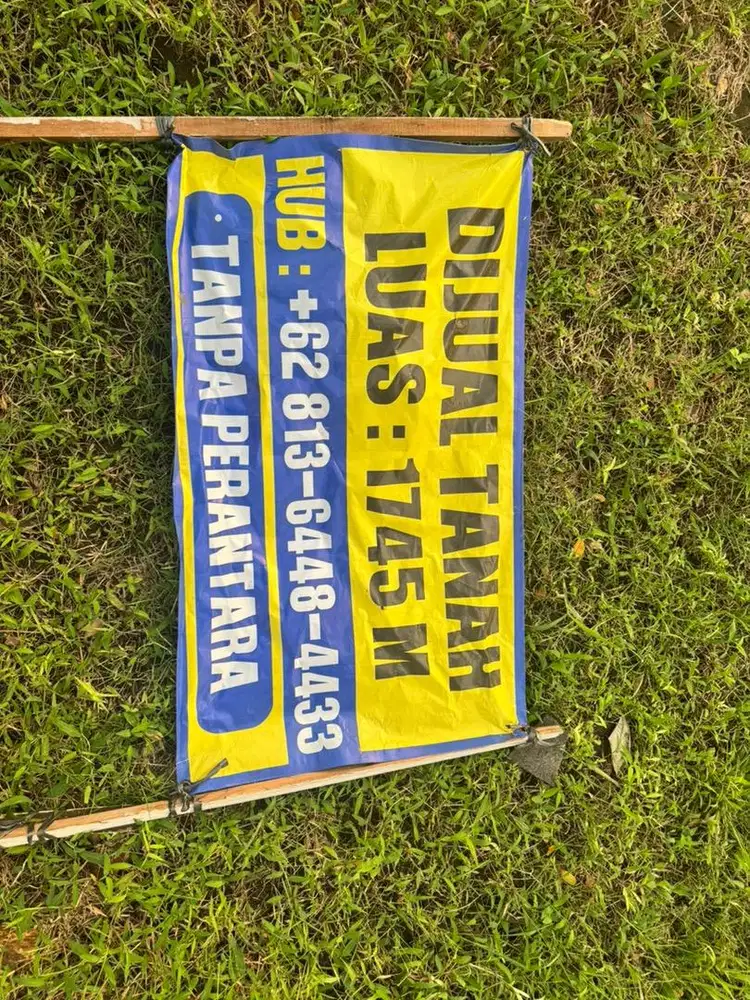 DIJUAL TANAH
LUAS : 1745 M
HUB : +62 813-6448-4433
TANPA PERANTARA